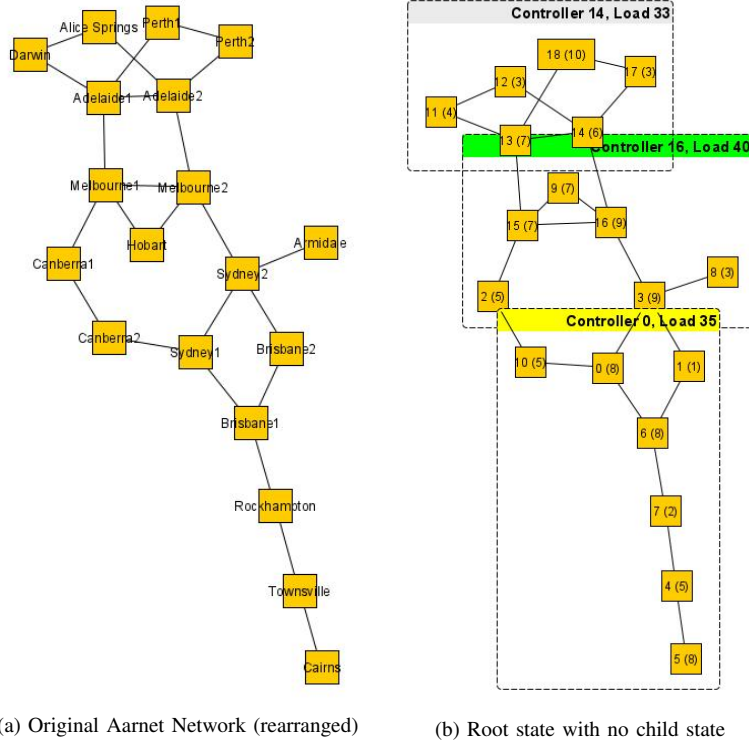 Alice Springs
Perth1
Darwin
Perth2
Adelaide1
Adelaide2
Melbourne1
Melbourne2
Hobart
Armidale
Canberra1
Sydney2
Canberra2
Sydney1
Brisbane2
Brisbane1
Rockhampton
Townsville
Cairns
(a) Original Aarnet Network (rearranged)
Controller 14, Load 33
18 (10)
17 (3)
12 (3)
11 (4)
13 (7)
14 (6)
Controller 16, Load 40
9 (7)
15 (7)
16 (9)
8 (3)
2 (5)
3 (9)
Controller 0, Load 35
10 (5)
0 (8)
1 (1)
6 (8)
7 (2)
4 (5)
5 (8)
(b) Root state with no child state